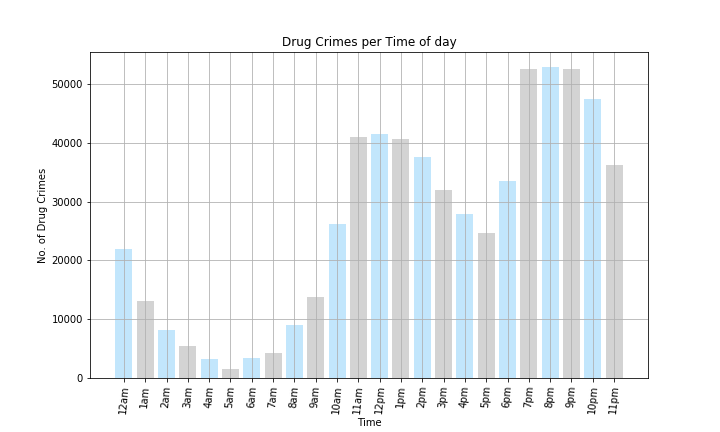 Drug Crimes per Time of day
No. of Drug Crimes
50000
40000
30000
20000
10000
0
12am 1am 2am 3am 4am 5am 6am 7am 8am 9am 10am 11am 12pm 1pm 2pm 3pm 4pm 5pm 6pm 7pm 8pm 9pm 10pm 11pm
Time